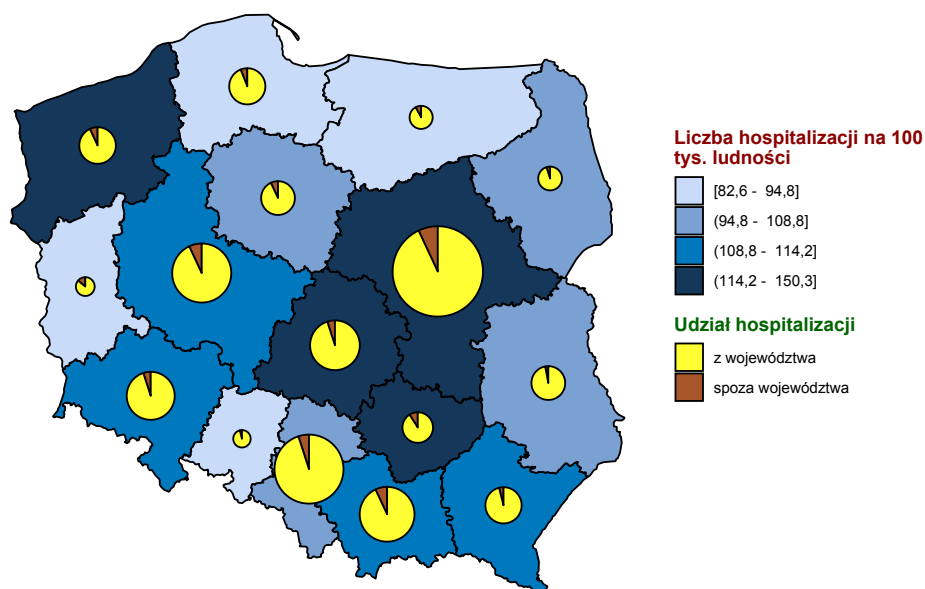 Liczba hospitalizacji na 100
tys. ludności
[82,6 - 94,8]
(94,8 - 108,8]
(108,8 - 114,2]
(114,2 - 150,3]
Udział hospitalizacji
z województwa
spoza województwa